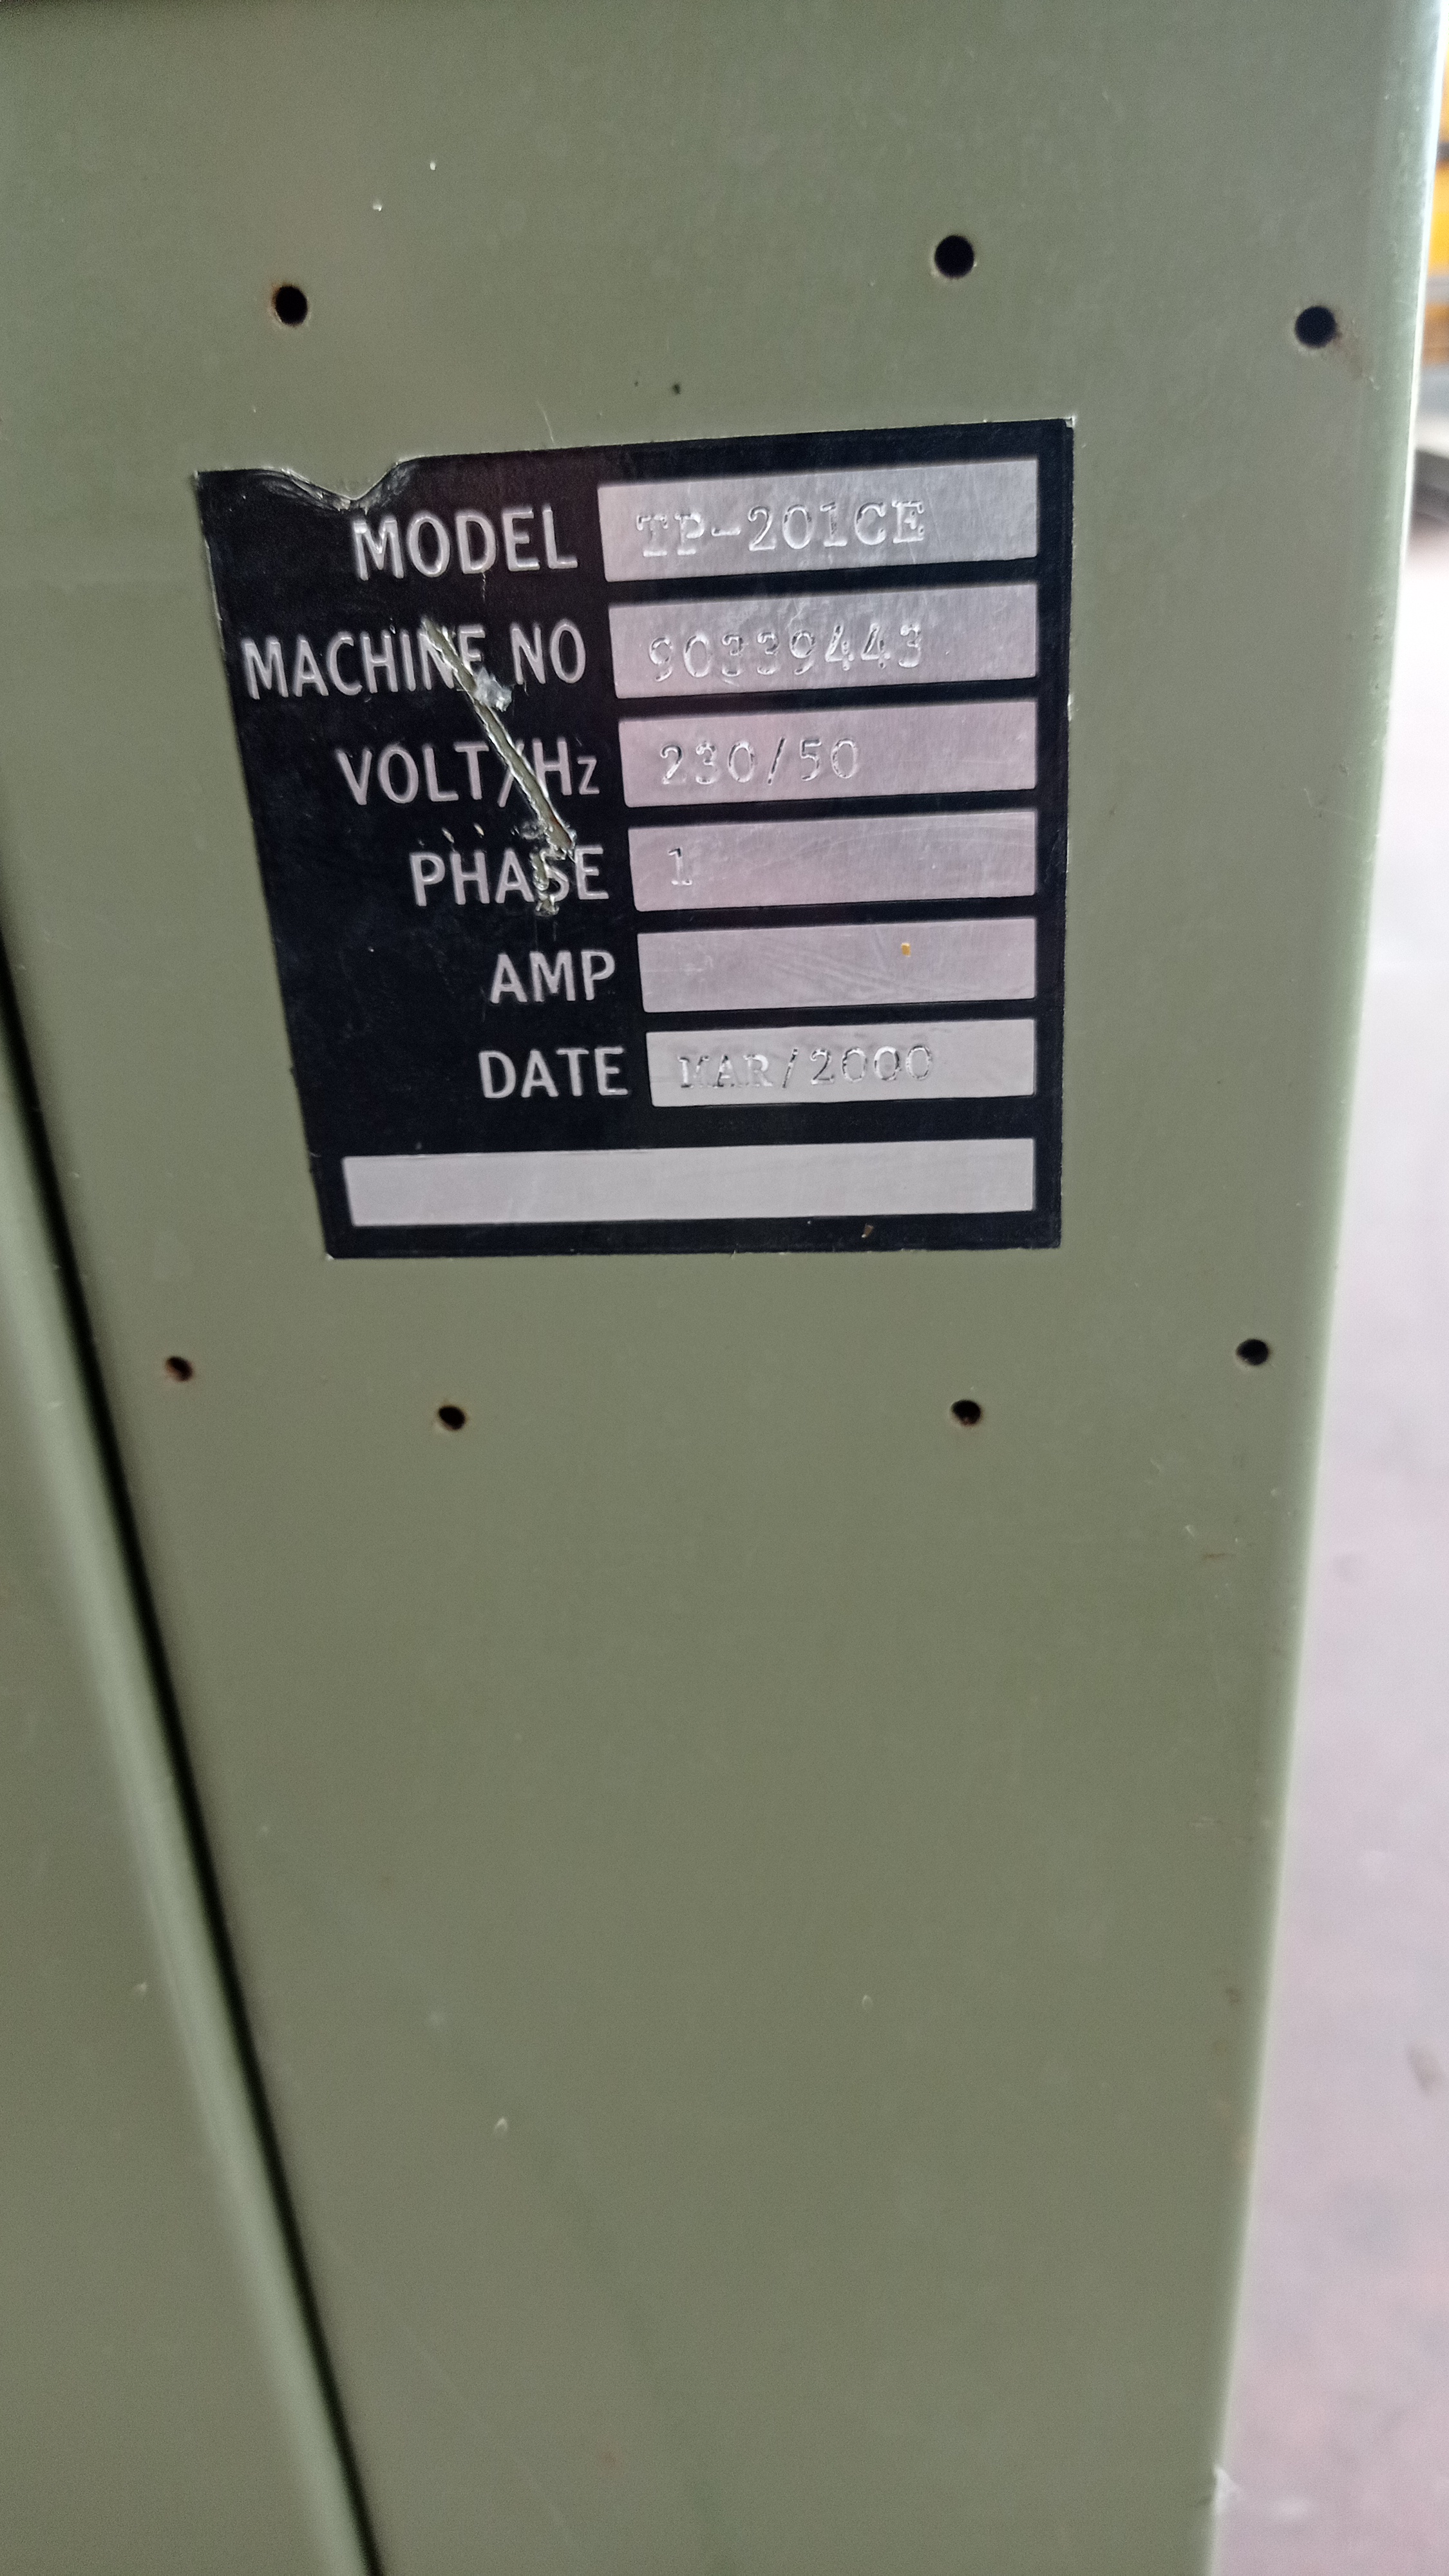 MODEL TP-201CE
MACHINE NO 90339443
VOLT/Hz 230/50
PHASE 1
AMP
DATE MAR/2000